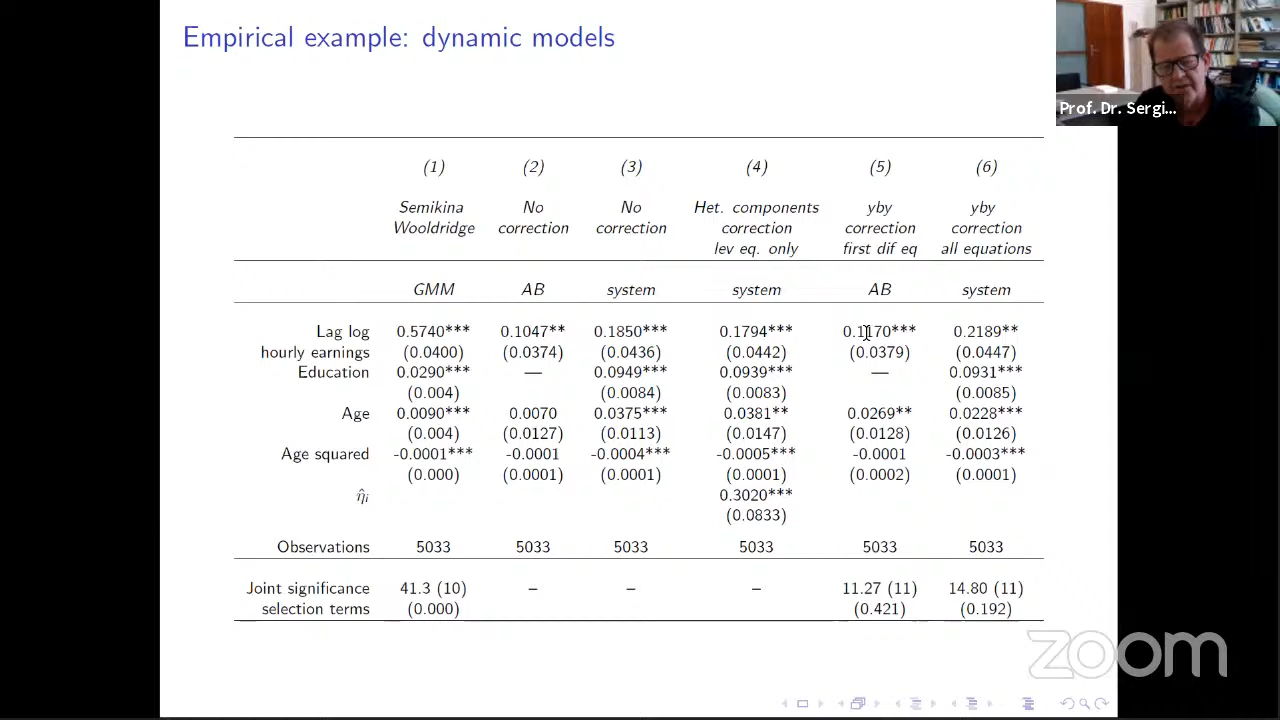 Empirical example: dynamic models
Prof. Dr. Sergi...
(1) (2) (3) (4) (5) (6)
Semikina No No Het. components yby yby
Wooldridge correction correction correction correction correction
lev eq. only first dif eq all equations
GMM AB system system AB system
Lag log 0.5740*** 0.1047** 0.1850*** 0.1794*** 0.1170*** 0.2189**
hourly earnings (0.0400) (0.0374) (0.0436) (0.0442) (0.0379) (0.0447)
Education 0.0290*** — 0.0949*** 0.0939*** — 0.0931***
(0.004) (0.0084) (0.0083) (0.0085)
Age 0.0090*** 0.0070 0.0375*** 0.0381** 0.0269** 0.0228***
(0.004) (0.0127) (0.0113) (0.0147) (0.0128) (0.0126)
Age squared -0.0001*** -0.0001 -0.0004*** -0.0005*** -0.0001 -0.0003***
(0.000) (0.0001) (0.0001) (0.0001) (0.0002) (0.0001)
η̂i 0.3020***
(0.0833)
Observations 5033 5033 5033 5033 5033 5033
Joint significance 41.3 (10) – – – 11.27 (11) 14.80 (11)
selection terms (0.000) (0.421) (0.192)
zoom